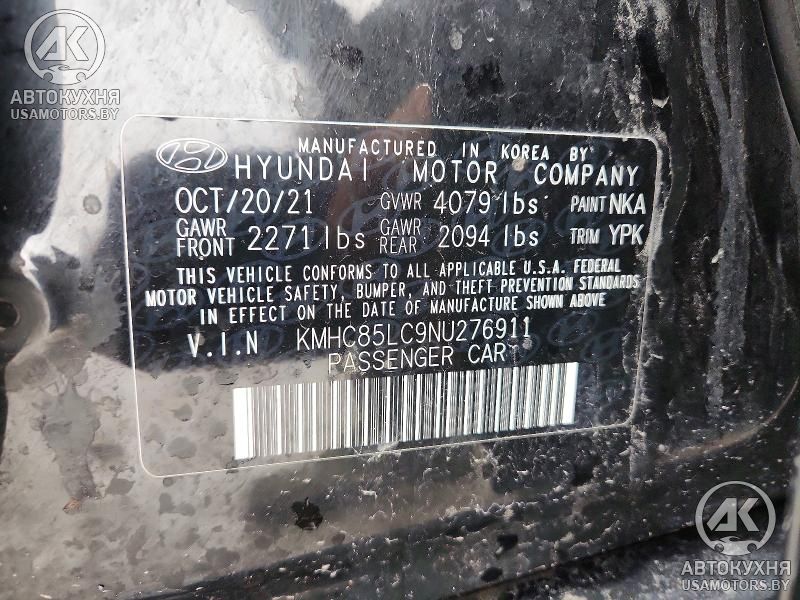 AK
АВТОКУХНЯ
USAMOTORS.BY
MANUFACTURED IN KOREA BY
HYUNDAI MOTOR COMPANY
OCT/20/21 GVWR 4079 lbs PAINT NKA
GAWR FRONT 2271 lbs GAWR REAR 2094 lbs TRIM YPK
THIS VEHICLE CONFORMS TO ALL APPLICABLE U.S.A. FEDERAL
MOTOR VEHICLE SAFETY, BUMPER, AND THEFT PREVENTION STANDARDS
IN EFFECT ON THE DATE OF MANUFACTURE SHOWN ABOVE
V.I.N KMHC85LC9NU276911
PASSENGER CAR
AK
АВТОКУХНЯ
USAMOTORS.BY